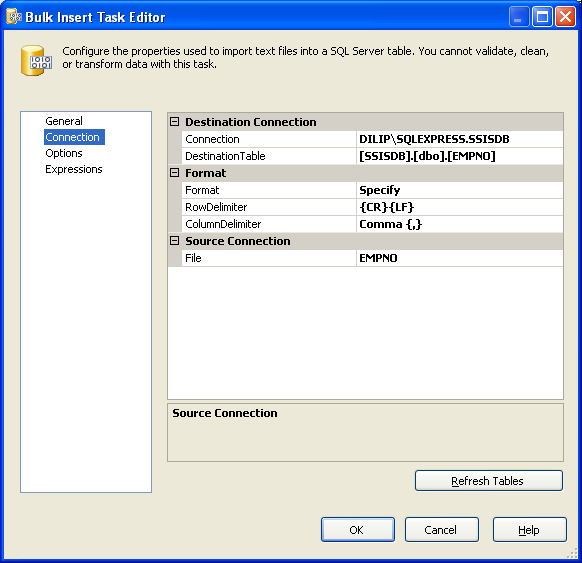 Bulk Insert Task Editor
Configure the properties used to import text files into a SQL Server table. You cannot validate, clean,
or transform data with this task.
General
Connection
Options
Expressions
Destination Connection
Connection DILIP\SQLEXPRESS.SSISDB
DestinationTable [SSISDB].[dbo].[EMPNO]
Format
Format Specify
RowDelimiter {CR}-{LF}
ColumnDelimiter Comma {,}
Source Connection
File EMPNO
Source Connection
Refresh Tables
OK Cancel Help